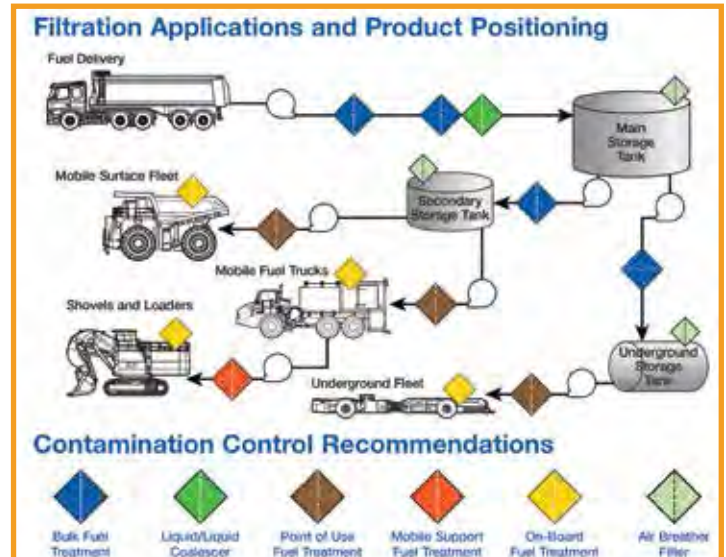 Filtration Applications and Product Positioning
Fuel Delivery
Main
Storage
Tank
Mobile Surface Fleet
Secondary
Storage Tank
Mobile Fuel Trucks
Shovels and Loaders
Underground
Storage
Tank
Underground Fleet
Contamination Control Recommendations
Bulk Fuel
Treatment
Liquid/Liquid
Coalescer
Point of Use
Fuel Treatment
Mobile Support
Fuel Treatment
On-Board
Fuel Treatment
Air Breather
Filter